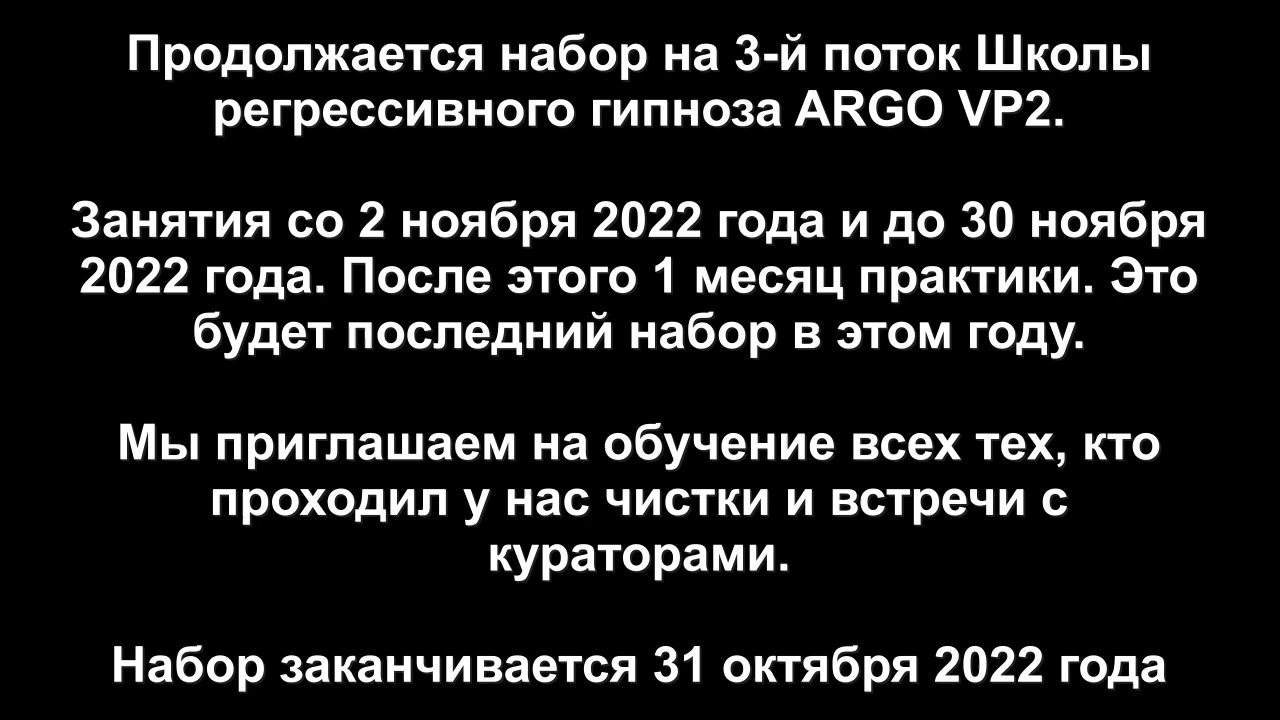 Продолжается набор на 3-й поток Школы
регрессивного гипноза ARGO VP2.
Занятия со 2 ноября 2022 года и до 30 ноября
2022 года. После этого 1 месяц практики. Это
будет последний набор в этом году.
Мы приглашаем на обучение всех тех, кто
проходил у нас чистки и встречи с
кураторами.
Набор заканчивается 31 октября 2022 года